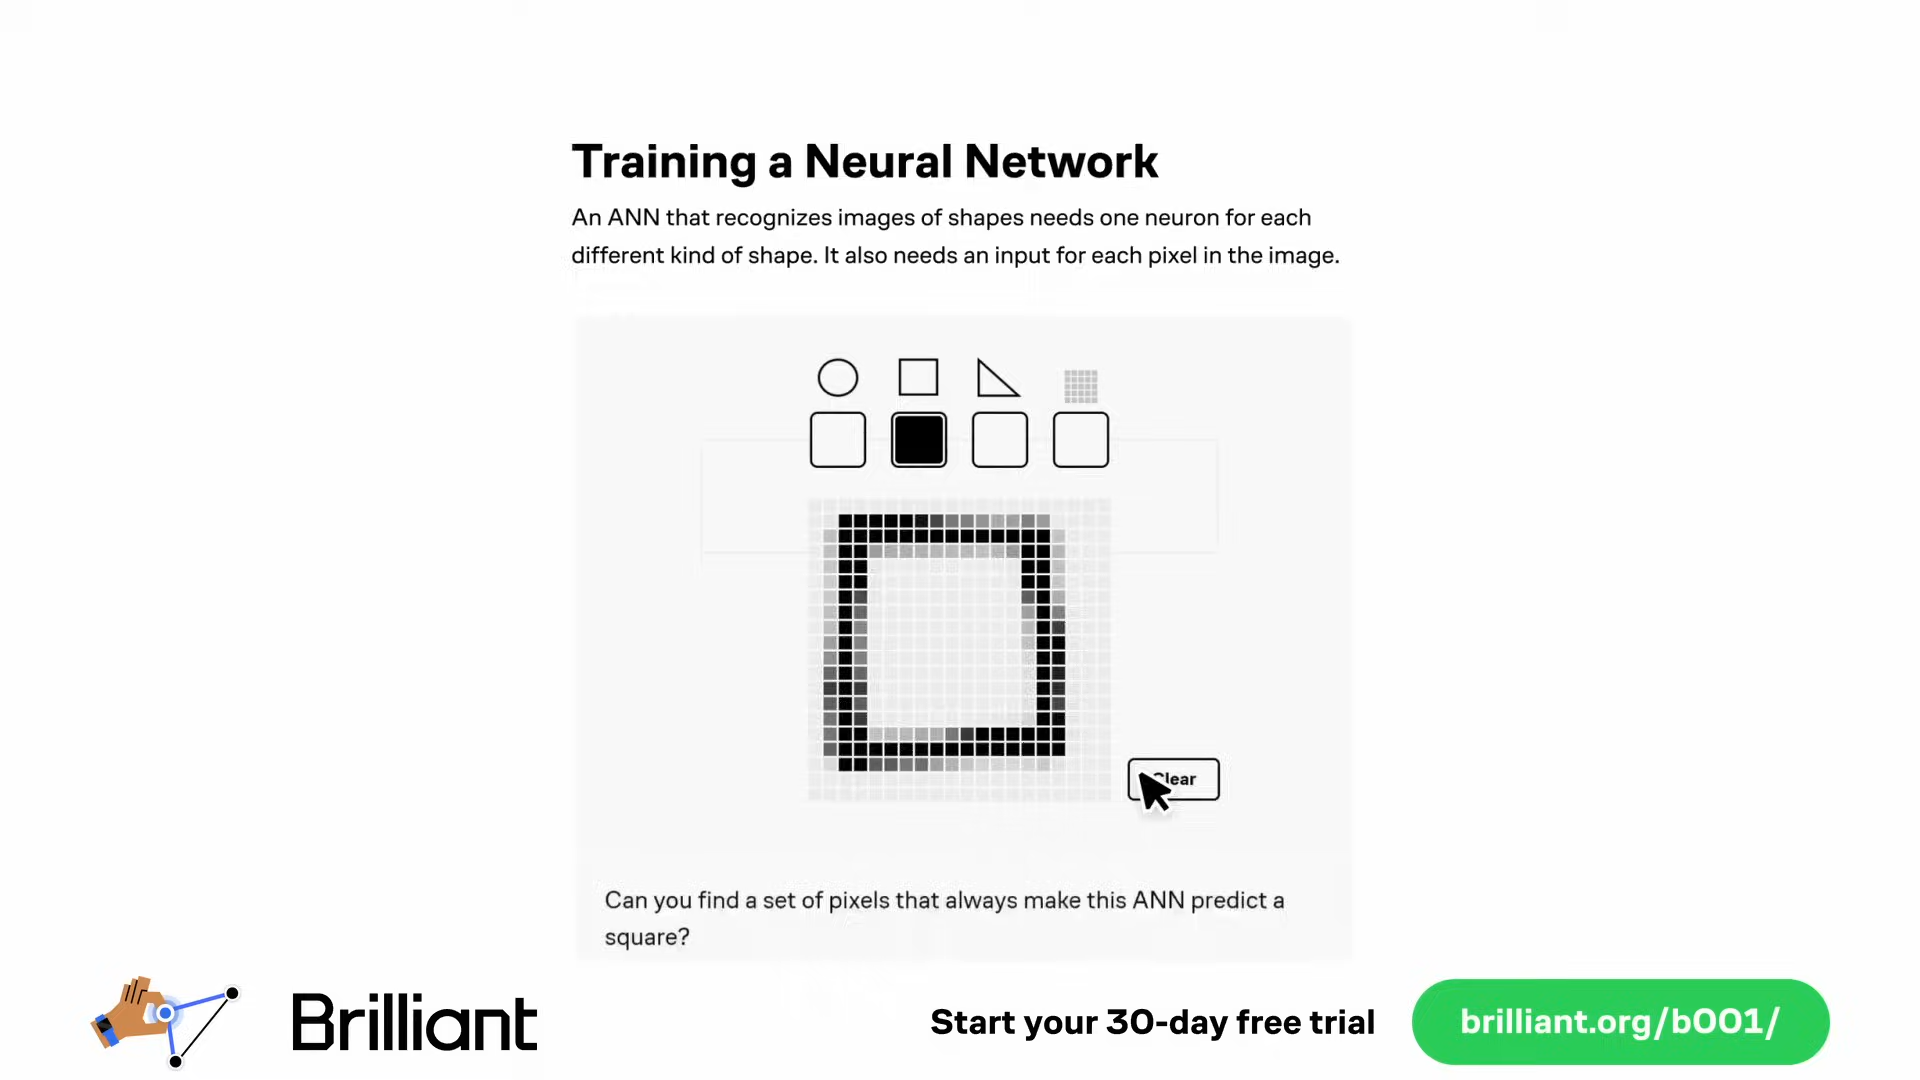 Training a Neural Network
An ANN that recognizes images of shapes needs one neuron for each
different kind of shape. It also needs an input for each pixel in the image.
Clear
Can you find a set of pixels that always make this ANN predict a
square?
Brilliant
Start your 30-day free trial
brilliant.org/b001/